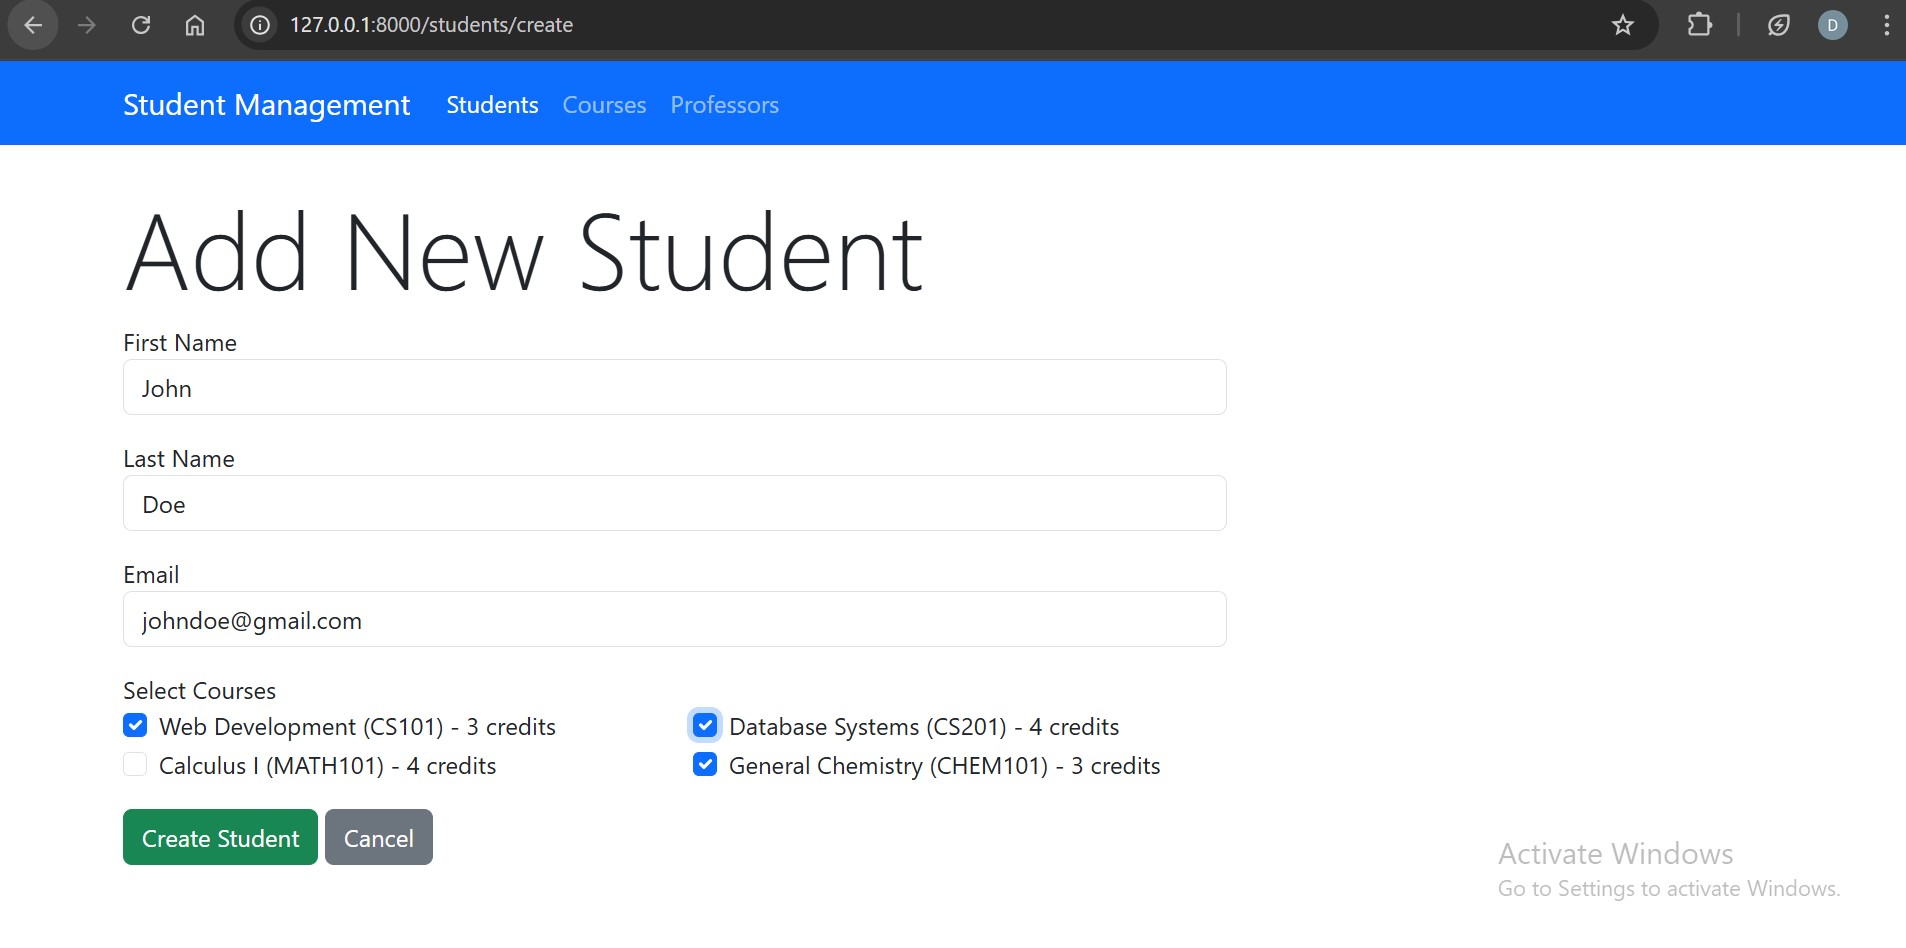 127.0.0.1:8000/students/create
D
Student Management Students Courses Professors
Add New Student
First Name
John
Last Name
Doe
Email
johndoe@gmail.com
Select Courses
Web Development (CS101) - 3 credits Database Systems (CS201) - 4 credits
Calculus I (MATH101) - 4 credits General Chemistry (CHEM101) - 3 credits
Create Student Cancel
Activate Windows
Go to Settings to activate Windows.